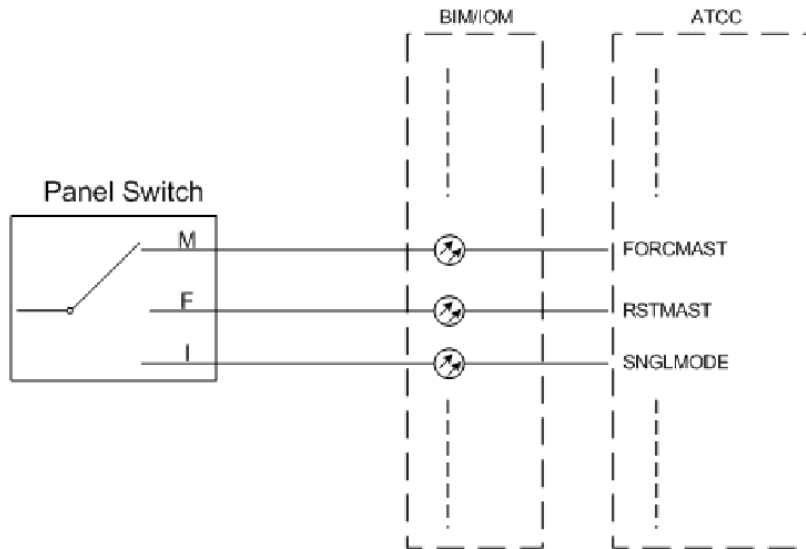 BIM/IOM
ATCC
Panel Switch
M
FORCMAST
F
RSTMAST
I
SNGLMODE